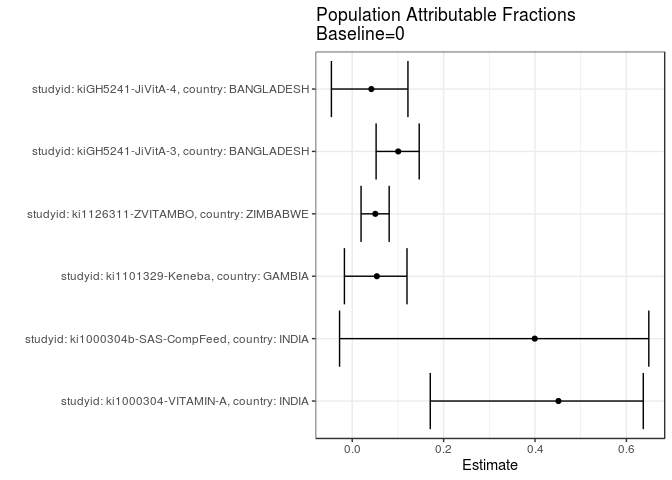 Population Attributable Fractions
Baseline=0
studyid: kiGH5241-JiVitA-4, country: BANGLADESH
studyid: kiGH5241-JiVitA-3, country: BANGLADESH
studyid: ki1126311-ZVITAMBO, country: ZIMBABWE
studyid: ki1101329-Keneba, country: GAMBIA
studyid: ki1000304b-SAS-CompFeed, country: INDIA
studyid: ki1000304-VITAMIN-A, country: INDIA
0.0 0.2 0.4 0.6
Estimate